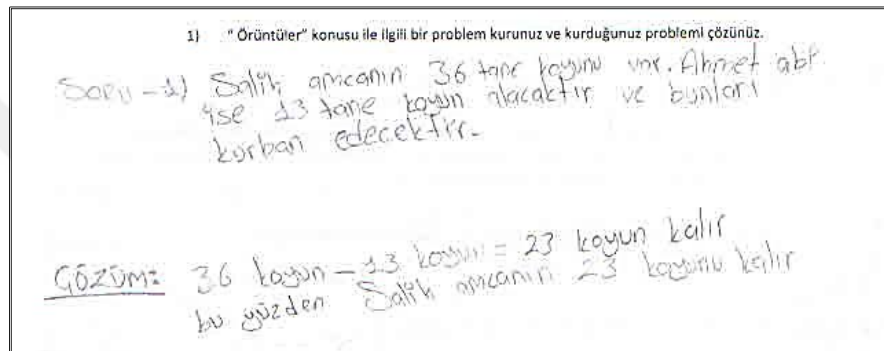 1) "Örüntüler" konusu ile ilgili bir problem kurunuz ve kurduğunuz problemi çözünüz.
Soru-1) Salih amcanın 36 tane koyunu var. Ahmet abi
ise 13 tane koyun alacaktır ve bunları
kurban edecektir.
ÇÖZÜM: 36 koyun - 13 koyun = 23 koyun kalır
bu yüzden Salih amcanın 23 koyunu kalır